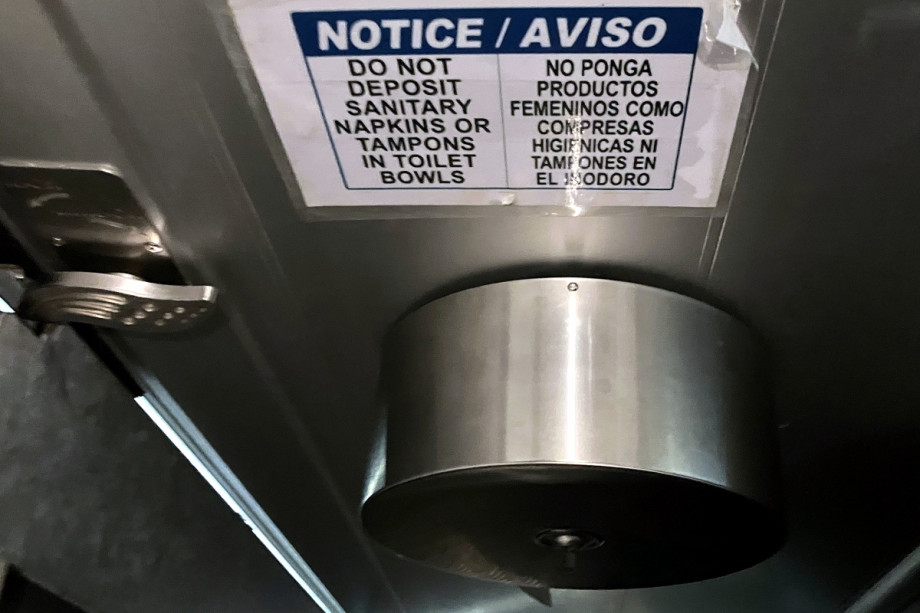 NOTICE / AVISO
DO NOT
DEPOSIT
SANITARY
NAPKINS OR
TAMPONS
IN TOILET
BOWLS
NO PONGA
PRODUCTOS
FEMENINOS COMO
COMPRESAS
HIGIENICAS NI
TAMPONES EN
EL INODORO